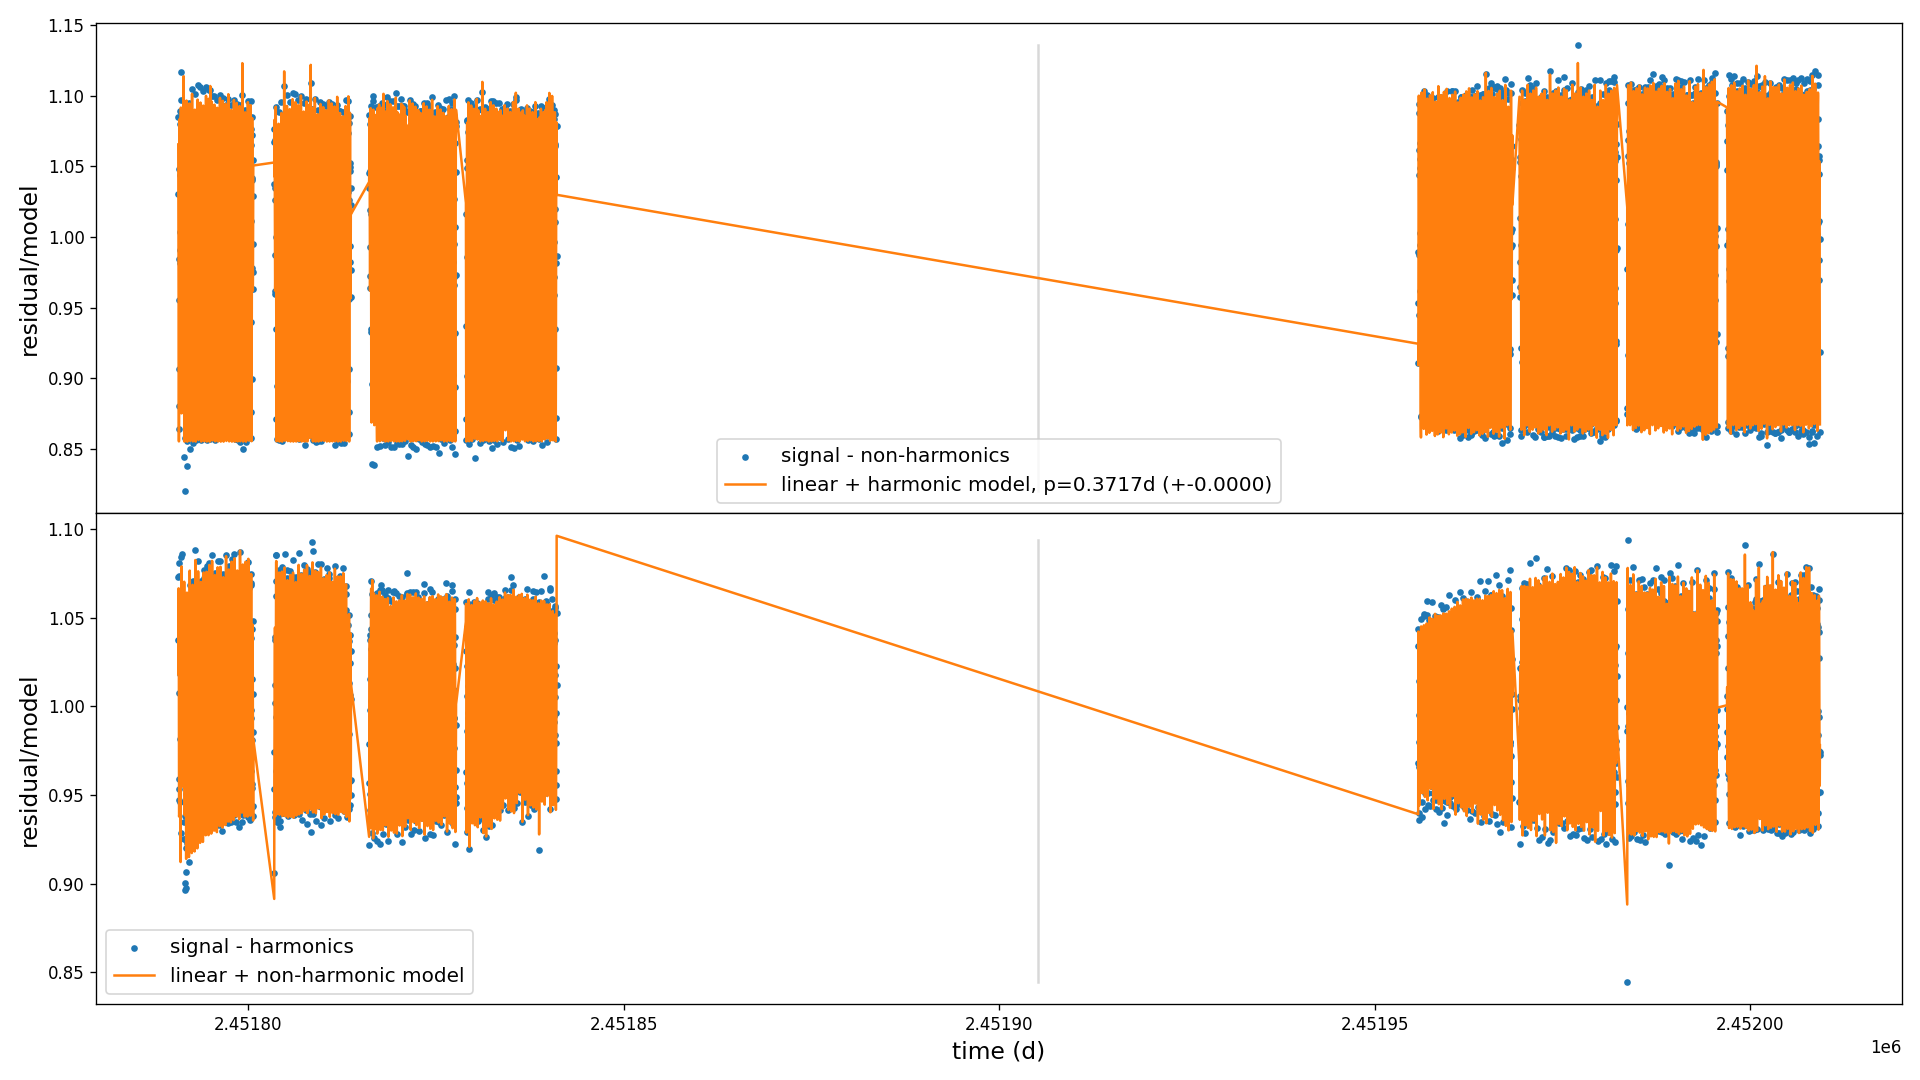 1.15
1.10
1.05
1.00
0.95
0.90
0.85
residual/model
signal - non-harmonics
linear + harmonic model, p=0.3717d (+-0.0000)
1.10
1.05
1.00
0.95
0.90
0.85
residual/model
signal - harmonics
linear + non-harmonic model
2.45180
2.45185
2.45190
2.45195
2.45200
time (d)
1e6